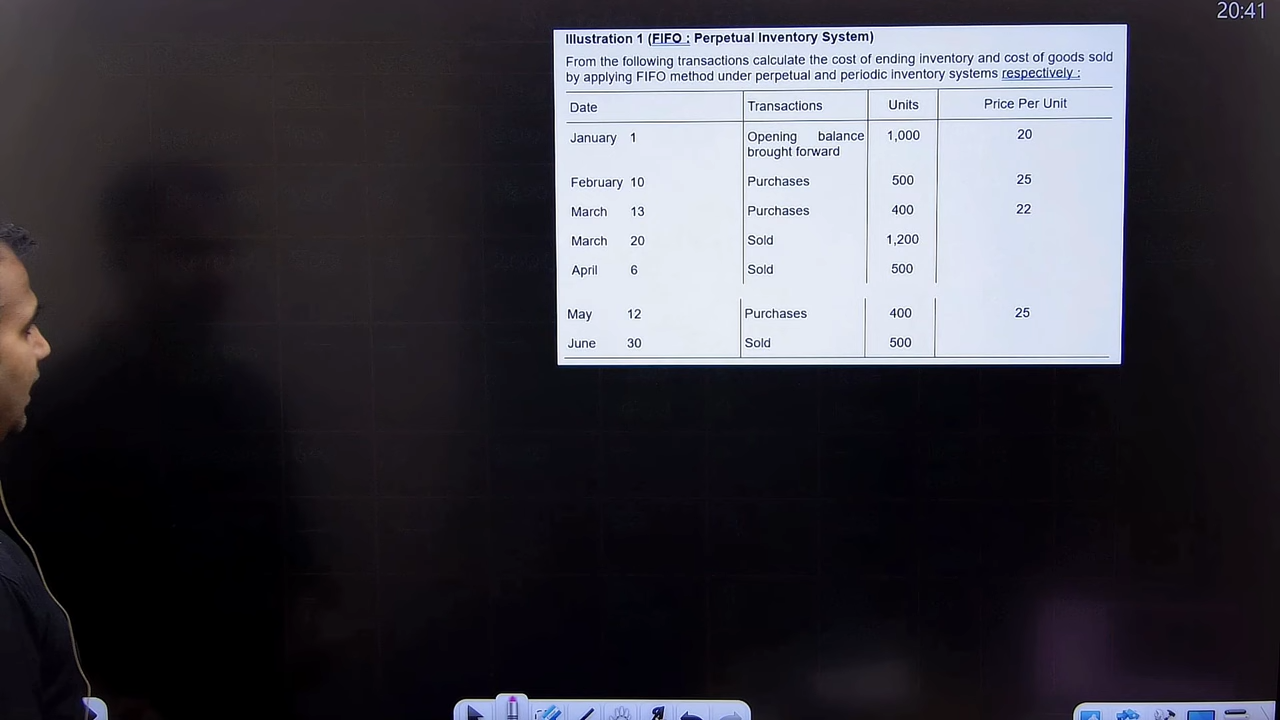 20:41
Illustration 1 (FIFO : Perpetual Inventory System)
From the following transactions calculate the cost of ending inventory and cost of goods sold
by applying FIFO method under perpetual and periodic inventory systems respectively :
Date Transactions Units Price Per Unit
January 1 Opening balance 1,000 20
brought forward
February 10 Purchases 500 25
March 13 Purchases 400 22
March 20 Sold 1,200
April 6 Sold 500
May 12 Purchases 400 25
June 30 Sold 500